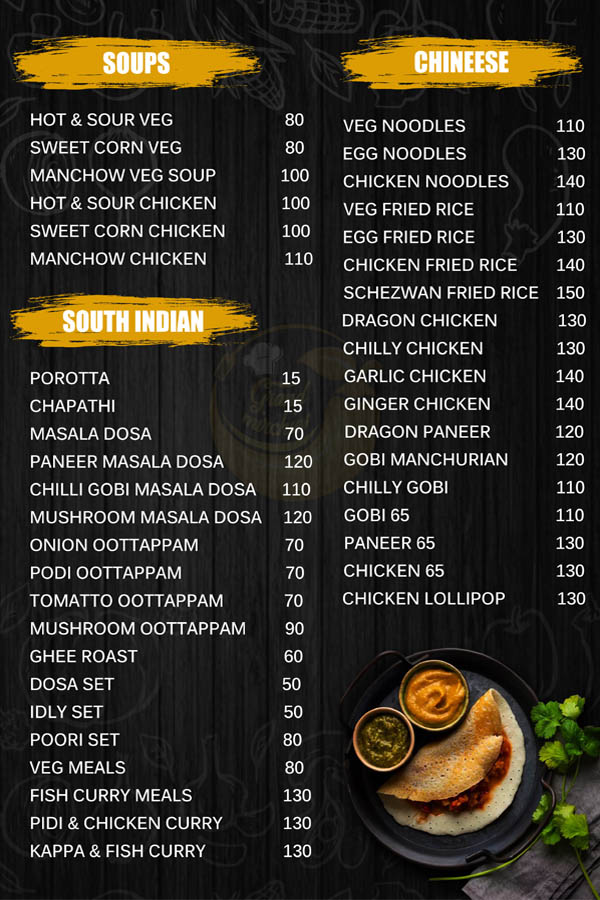 SOUPS
HOT & SOUR VEG 80
SWEET CORN VEG 80
MANCHOW VEG SOUP 100
HOT & SOUR CHICKEN 100
SWEET CORN CHICKEN 100
MANCHOW CHICKEN 110
SOUTH INDIAN
POROTTA 15
CHAPATHI 15
MASALA DOSA 70
PANEER MASALA DOSA 120
CHILLI GOBI MASALA DOSA 110
MUSHROOM MASALA DOSA 120
ONION OOTTAPPAM 70
PODI OOTTAPPAM 70
TOMATTO OOTTAPPAM 70
MUSHROOM OOTTAPPAM 90
GHEE ROAST 60
DOSA SET 50
IDLY SET 50
POORI SET 80
VEG MEALS 80
FISH CURRY MEALS 130
PIDI & CHICKEN CURRY 130
KAPPA & FISH CURRY 130
CHINEESE
VEG NOODLES 110
EGG NOODLES 130
CHICKEN NOODLES 140
VEG FRIED RICE 110
EGG FRIED RICE 130
CHICKEN FRIED RICE 140
SCHEZWAN FRIED RICE 150
DRAGON CHICKEN 130
CHILLY CHICKEN 130
GARLIC CHICKEN 140
GINGER CHICKEN 140
DRAGON PANEER 120
GOBI MANCHURIAN 120
CHILLY GOBI 110
GOBI 65 110
PANEER 65 130
CHICKEN 65 130
CHICKEN LOLLIPOP 130